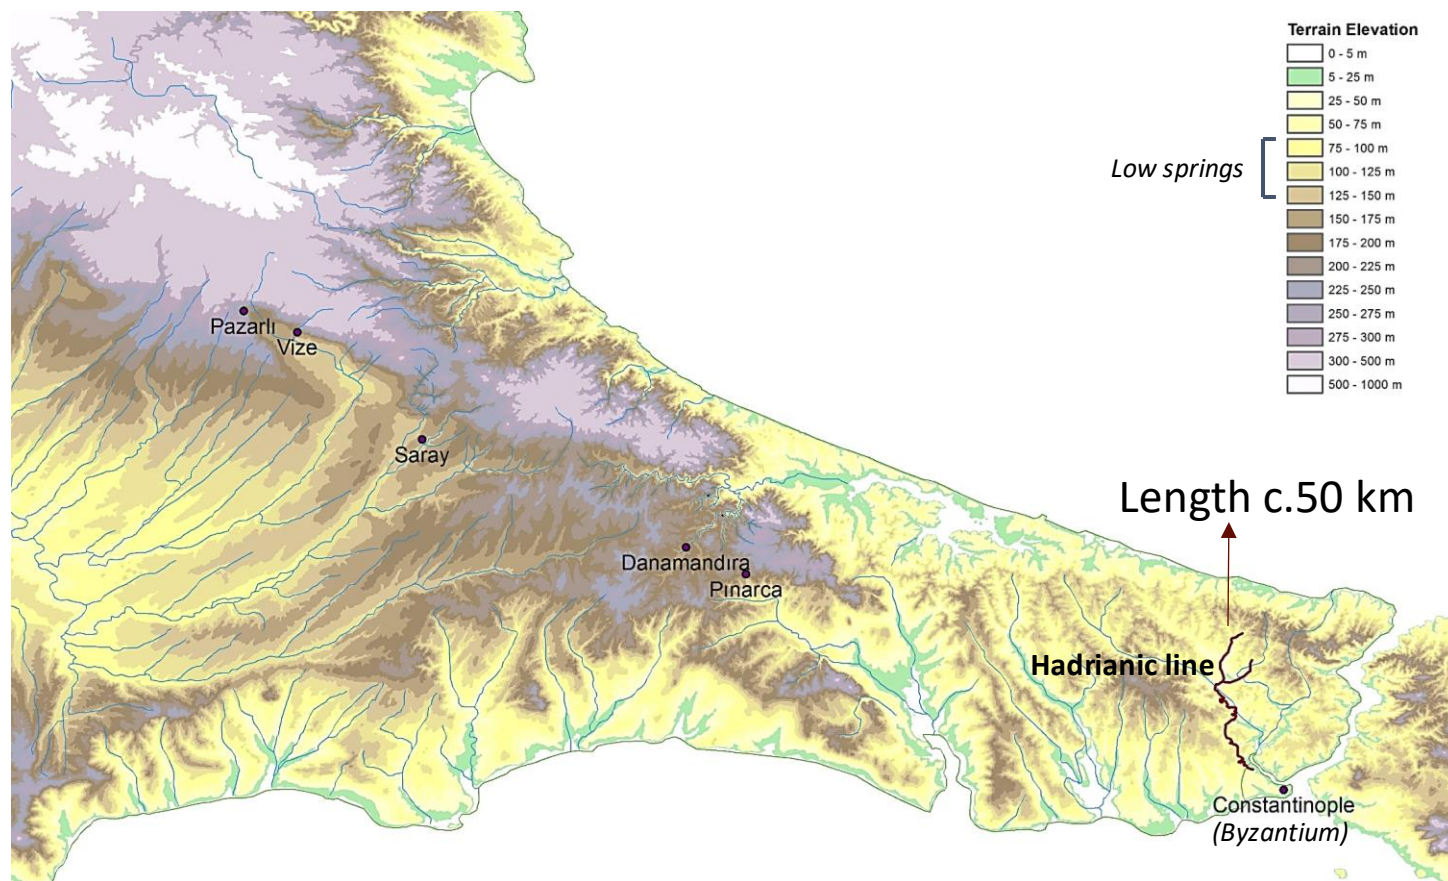 Terrain Elevation
0 - 5 m
5 - 25 m
25 - 50 m
50 - 75 m
75 - 100 m
100 - 125 m
125 - 150 m
150 - 175 m
175 - 200 m
200 - 225 m
225 - 250 m
250 - 275 m
275 - 300 m
300 - 500 m
500 - 1000 m
Low springs
Pazarlı
Vize
Saray
Length c.50 km
Danamandıra
Pınarca
Hadrianic line
Constantinople
(Byzantium)